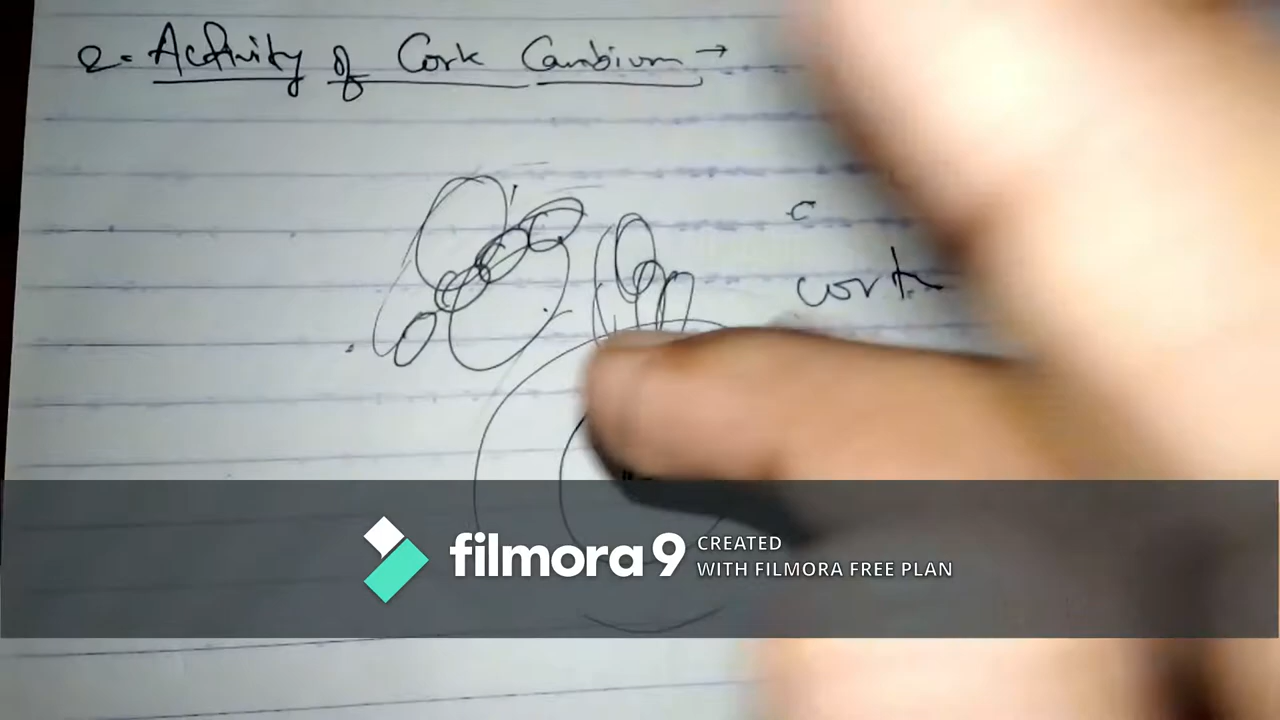 2. Activity of Cork Cambium →
c
cork
filmora9 CREATED
WITH FILMORA FREE PLAN